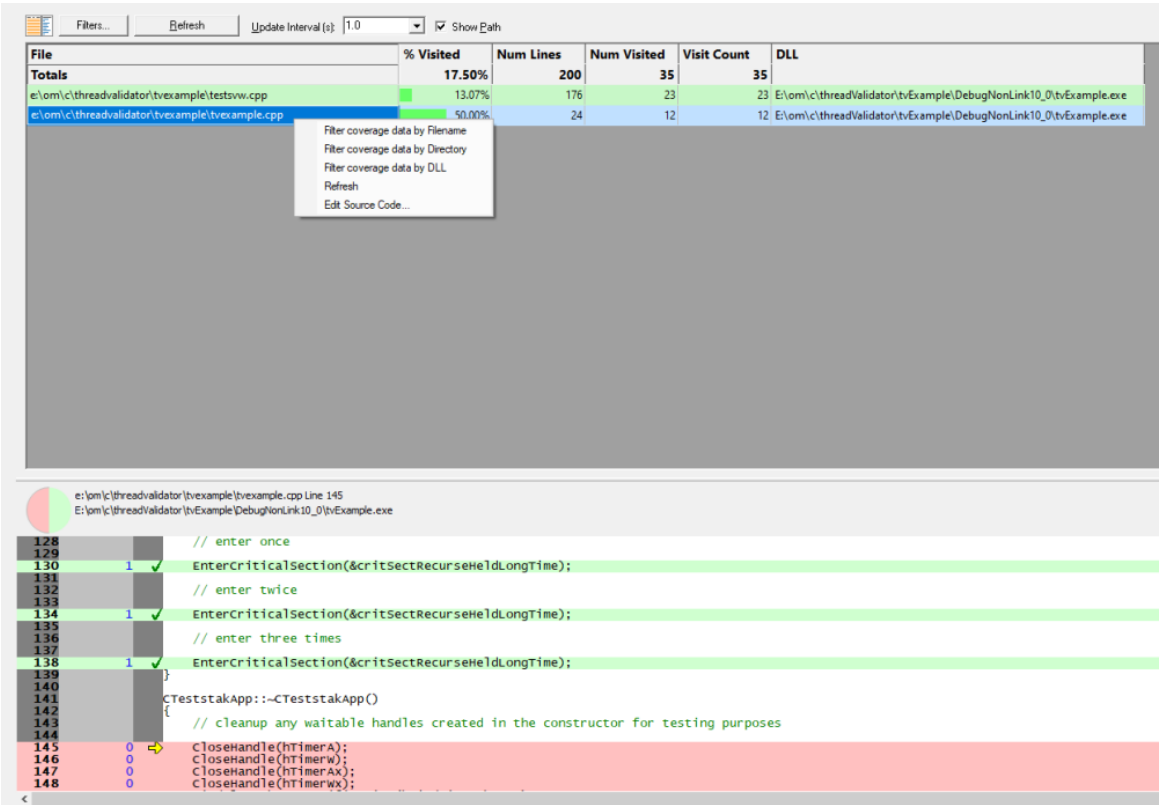 Filters... Refresh Update Interval (s): 1.0 Show Path
File % Visited Num Lines Num Visited Visit Count DLL
Totals 17.50% 200 35 35
e:\om\c\threadvalidator\tvexample\testsvw.cpp 13.07% 176 23 23 E:\om\c\threadValidator\tvExample\DebugNonLink10_0\tvExample.exe
e:\om\c\threadvalidator\tvexample\tvexample.cpp 50.00% 24 12 12 E:\om\c\threadValidator\tvExample\DebugNonLink10_0\tvExample.exe
Filter coverage data by Filename
Filter coverage data by Directory
Filter coverage data by DLL
Refresh
Edit Source Code...
e:\om\c\threadvalidator\tvexample\tvexample.cpp Line 145
E:\om\c\threadValidator\tvExample\DebugNonLink10_0\tvExample.exe
128 // enter once
129
130 1 EnterCriticalSection(&critSectRecurseHeldLongTime);
131
132 // enter twice
133
134 1 EnterCriticalSection(&critSectRecurseHeldLongTime);
135
136 // enter three times
137
138 1 EnterCriticalSection(&critSectRecurseHeldLongTime);
139 }
140
141 CTeststakApp::~CTeststakApp()
142 {
143 // cleanup any waitable handles created in the constructor for testing purposes
144
145 0 CloseHandle(hTimerA);
146 0 CloseHandle(hTimerW);
147 0 CloseHandle(hTimerAx);
148 0 CloseHandle(hTimerWx);